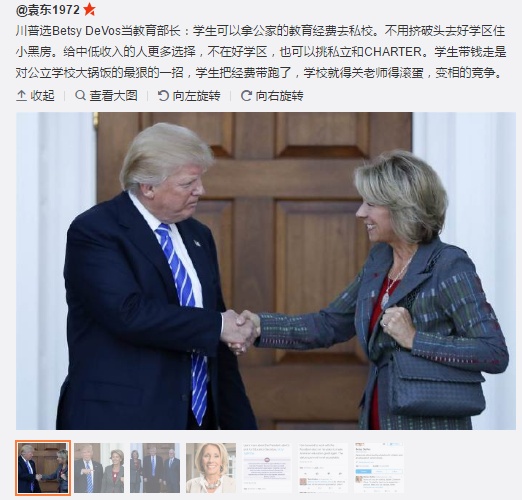 @袁东1972
川普选Betsy DeVos当教育部长：学生可以拿公家的教育经费去私校。不用挤破头去好学区住
小黑房。给中低收入的人更多选择，不在好学区，也可以挑私立和CHARTER。学生带钱走是
对公立学校大锅饭的最狠的一招，学生把经费带跑了，学校就得关老师得滚蛋，变相的竞争。
收起 查看大图 向左旋转 向右旋转